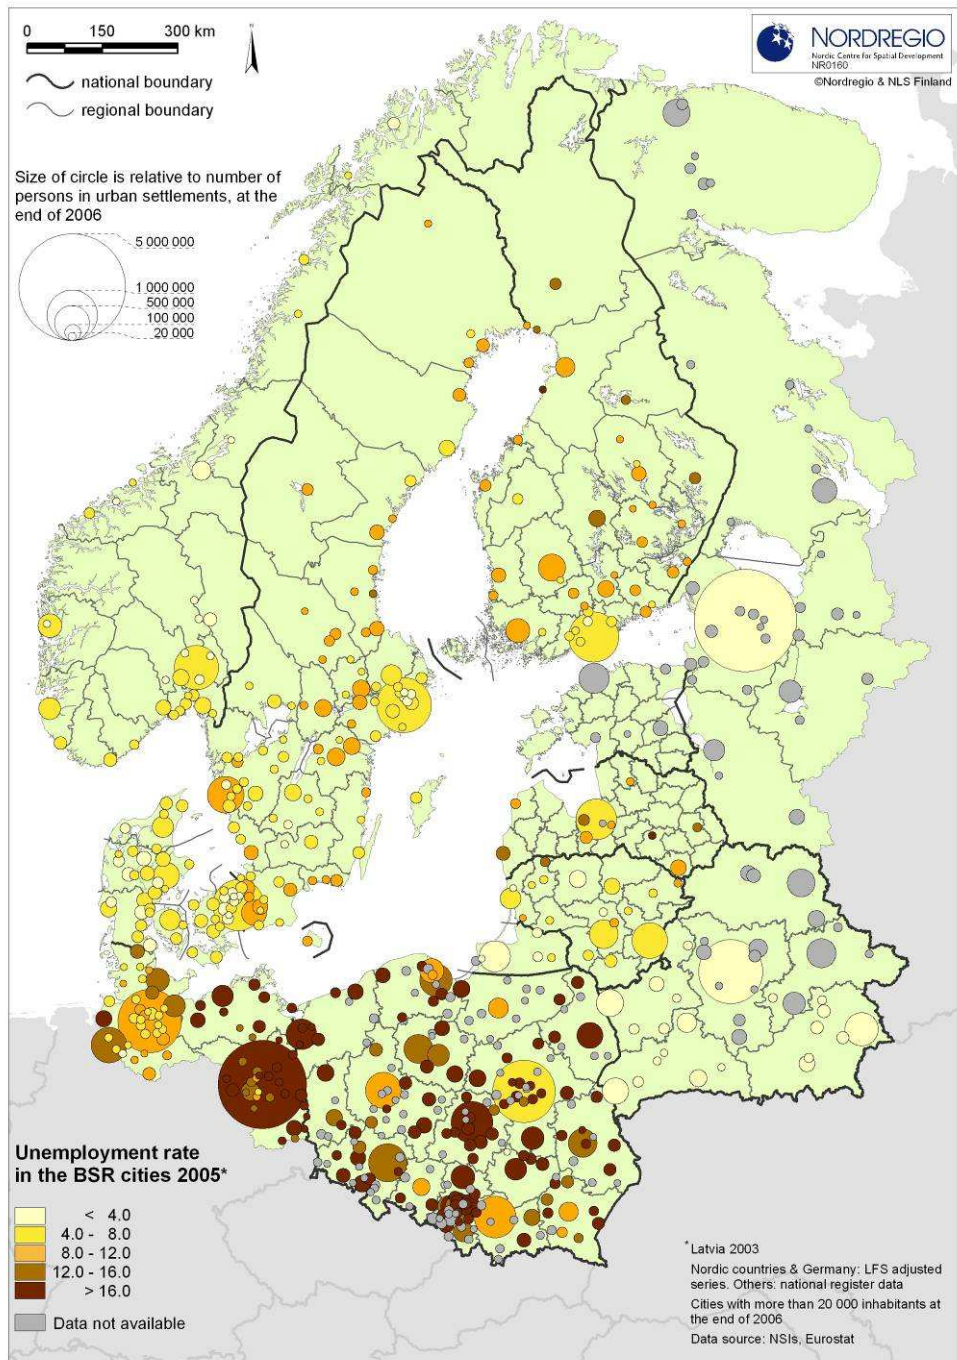 0 150 300 km
N
national boundary
regional boundary
Size of circle is relative to number of
persons in urban settlements, at the
end of 2006
5 000 000
1 000 000
500 000
100 000
20 000
NORDREGIO
Nordic Centre for Spatial Development
NR0160
©Nordregio & NLS Finland
Unemployment rate
in the BSR cities 2005*
< 4.0
4.0 - 8.0
8.0 - 12.0
12.0 - 16.0
> 16.0
Data not available
* Latvia 2003
Nordic countries & Germany: LFS adjusted
series. Others: national register data
Cities with more than 20 000 inhabitants at
the end of 2006
Data source: NSIs, Eurostat